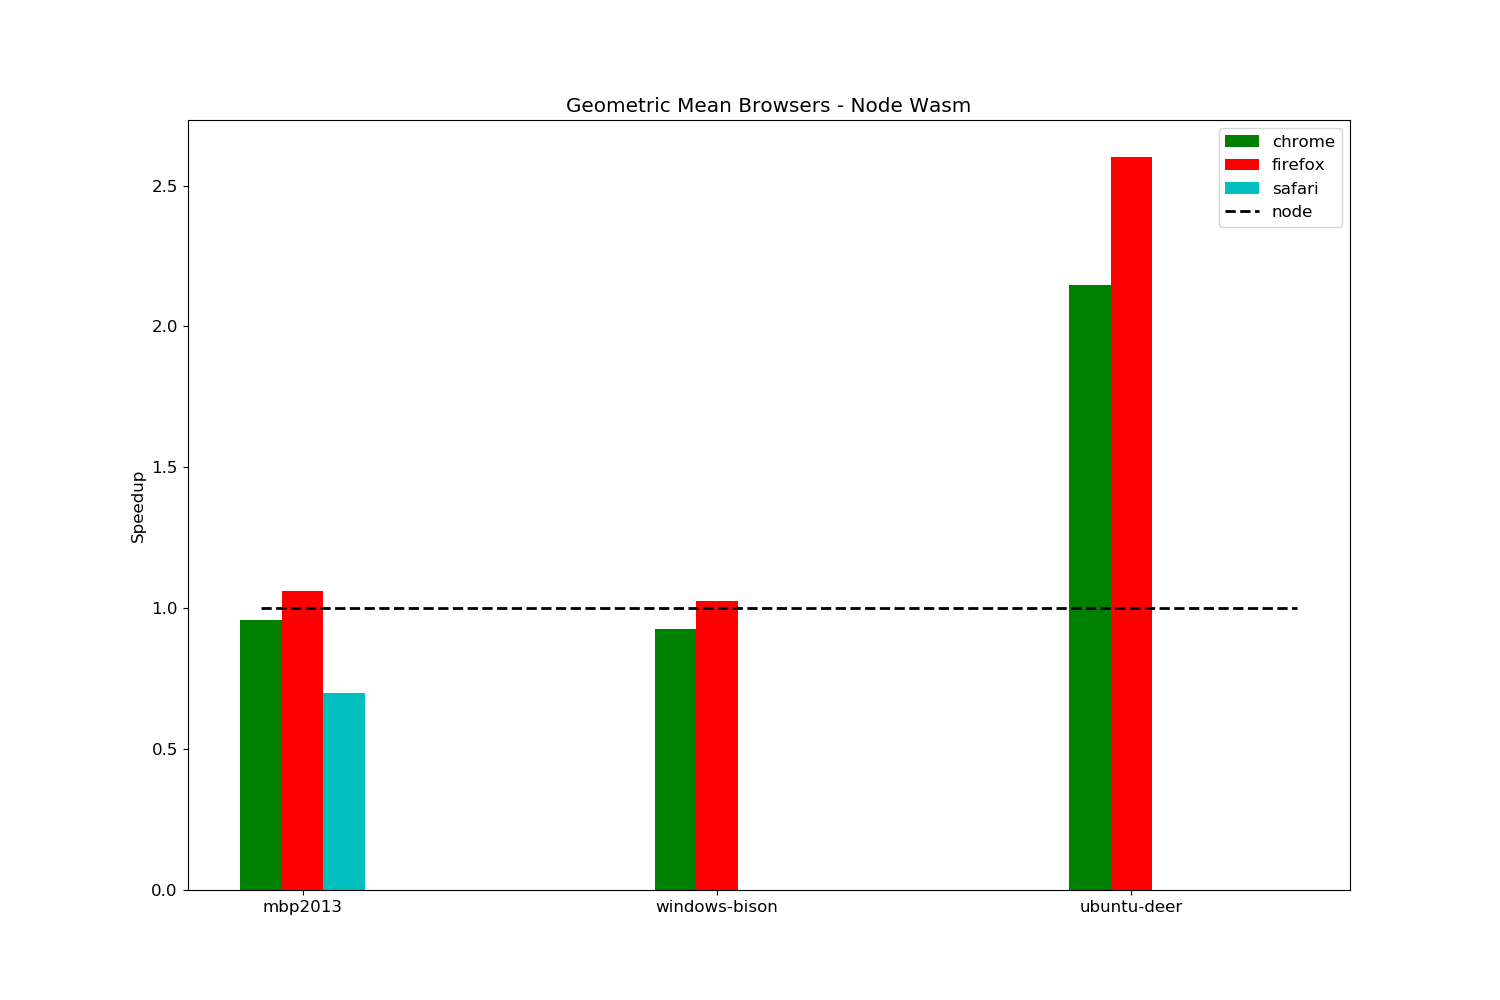 Geometric Mean Browsers - Node Wasm
chrome
firefox
safari
node
2.5
2.0
1.5
1.0
0.5
0.0
Speedup
mbp2013
windows-bison
ubuntu-deer